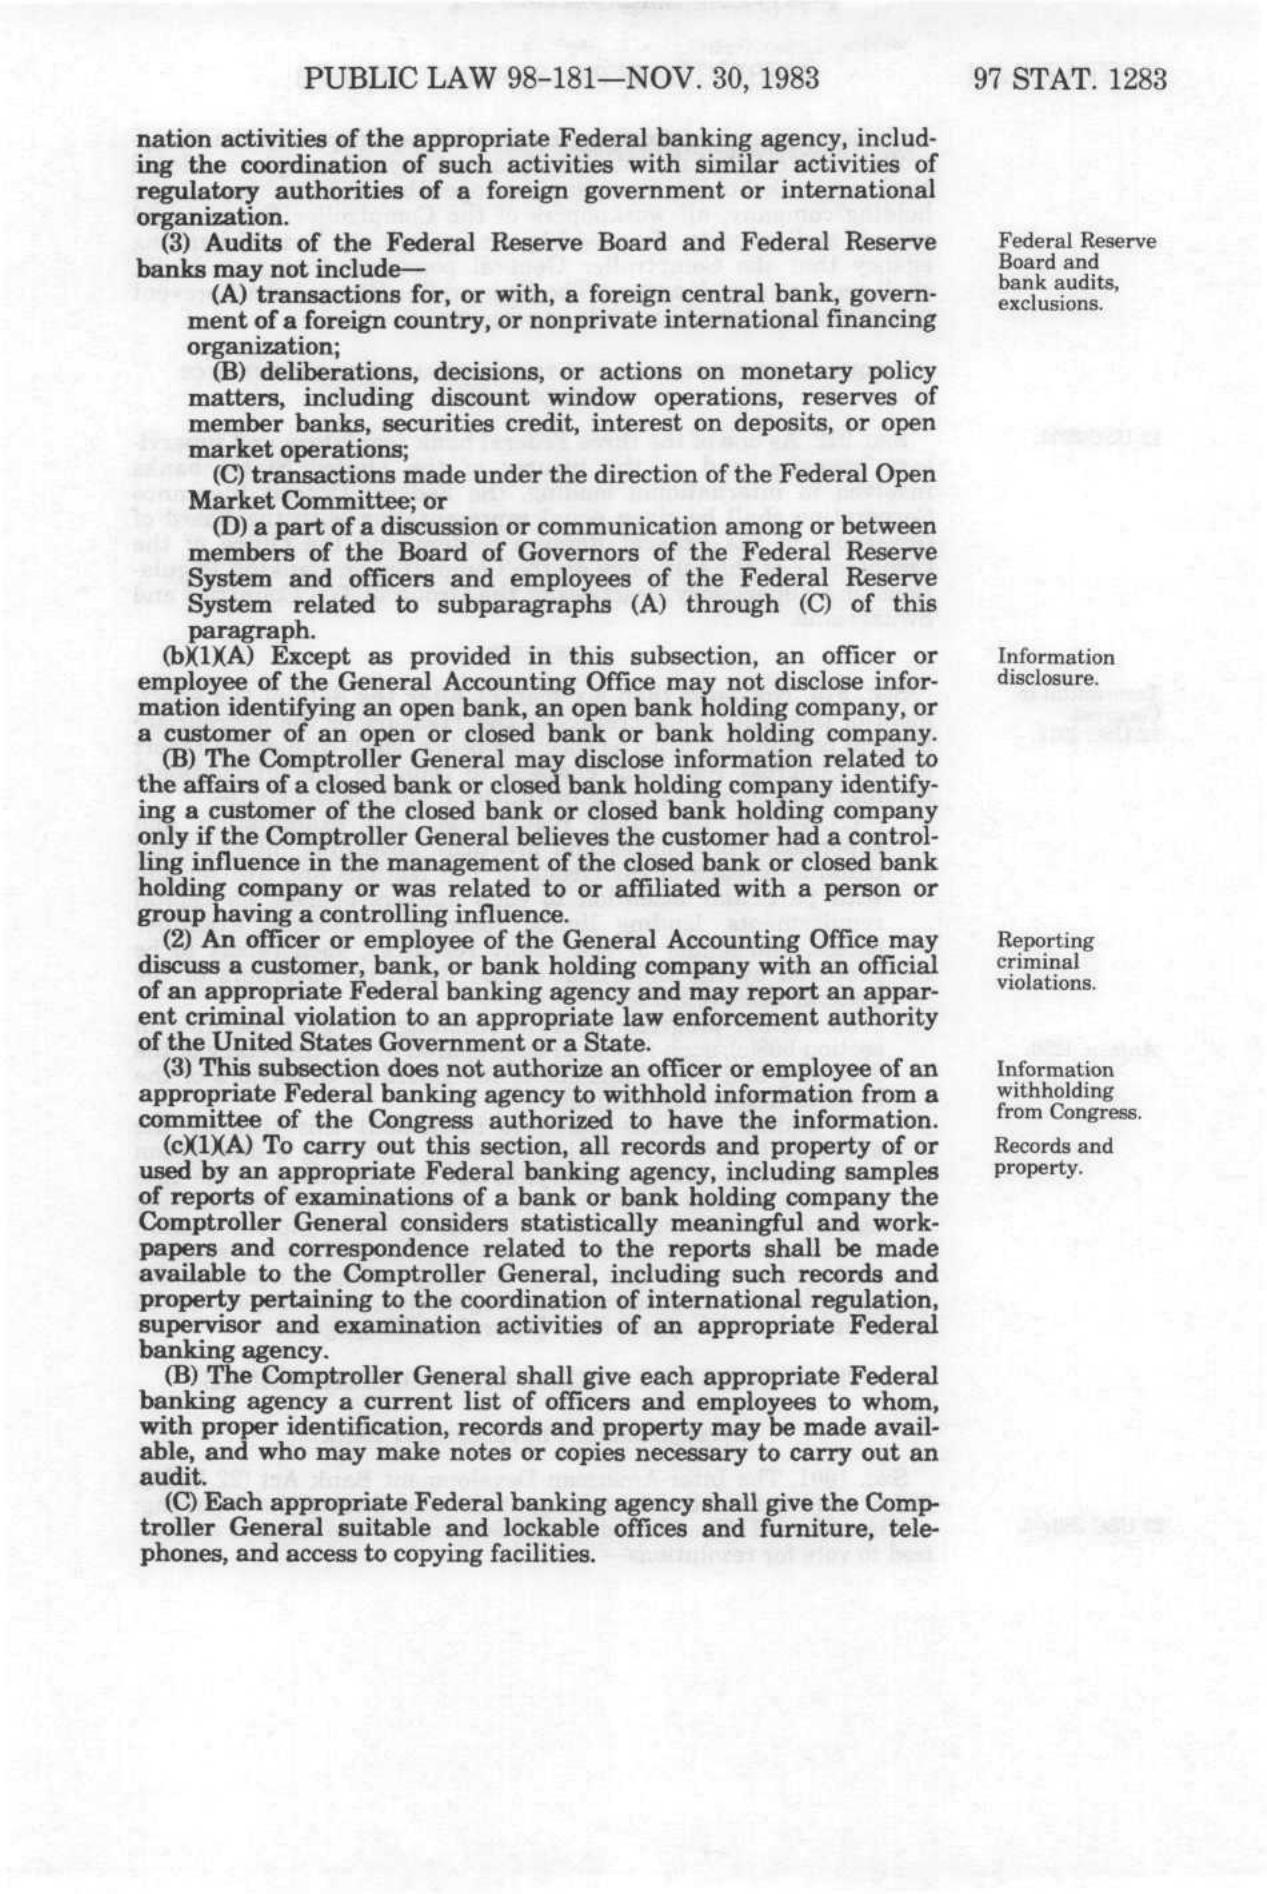 PUBLIC LAW 98-181—NOV. 30, 1983
97 STAT. 1283
nation activities of the appropriate Federal banking agency, includ-
ing the coordination of such activities with similar activities of
regulatory authorities of a foreign government or international
organization.
(3) Audits of the Federal Reserve Board and Federal Reserve
banks may not include—
(A) transactions for, or with, a foreign central bank, govern-
ment of a foreign country, or nonprivate international financing
organization;
(B) deliberations, decisions, or actions on monetary policy
matters, including discount window operations, reserves of
member banks, securities credit, interest on deposits, or open
market operations;
(C) transactions made under the direction of the Federal Open
Market Committee; or
(D) a part of a discussion or communication among or between
members of the Board of Governors of the Federal Reserve
System and officers and employees of the Federal Reserve
System related to subparagraphs (A) through (C) of this
paragraph.
(b)(1)(A) Except as provided in this subsection, an officer or
employee of the General Accounting Office may not disclose infor-
mation identifying an open bank, an open bank holding company, or
a customer of an open or closed bank or bank holding company.
(B) The Comptroller General may disclose information related to
the affairs of a closed bank or closed bank holding company identify-
ing a customer of the closed bank or closed bank holding company
only if the Comptroller General believes the customer had a control-
ling influence in the management of the closed bank or closed bank
holding company or was related to or affiliated with a person or
group having a controlling influence.
(2) An officer or employee of the General Accounting Office may
discuss a customer, bank, or bank holding company with an official
of an appropriate Federal banking agency and may report an appar-
ent criminal violation to an appropriate law enforcement authority
of the United States Government or a State.
(3) This subsection does not authorize an officer or employee of an
appropriate Federal banking agency to withhold information from a
committee of the Congress authorized to have the information.
(c)(1)(A) To carry out this section, all records and property of or
used by an appropriate Federal banking agency, including samples
of reports of examinations of a bank or bank holding company the
Comptroller General considers statistically meaningful and work-
papers and correspondence related to the reports shall be made
available to the Comptroller General, including such records and
property pertaining to the coordination of international regulation,
supervisor and examination activities of an appropriate Federal
banking agency.
(B) The Comptroller General shall give each appropriate Federal
banking agency a current list of officers and employees to whom,
with proper identification, records and property may be made avail-
able, and who may make notes or copies necessary to carry out an
audit.
(C) Each appropriate Federal banking agency shall give the Comp-
troller General suitable and lockable offices and furniture, tele-
phones, and access to copying facilities.
Federal Reserve
Board and
bank audits,
exclusions.
Information
disclosure.
Reporting
criminal
violations.
Information
withholding
from Congress.
Records and
property.